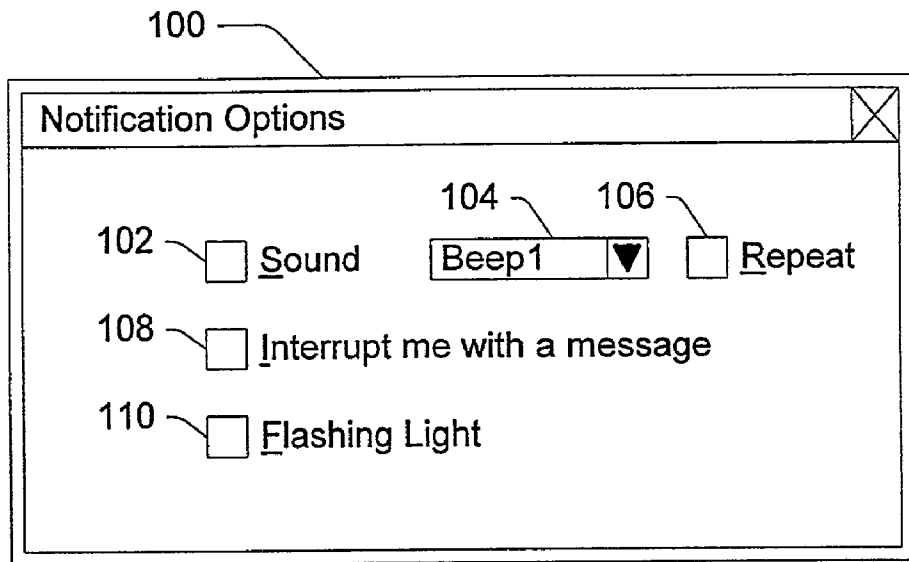 100
Notification Options
104 106
102 Sound Beep1 Repeat
108 Interrupt me with a message
110 Flashing Light